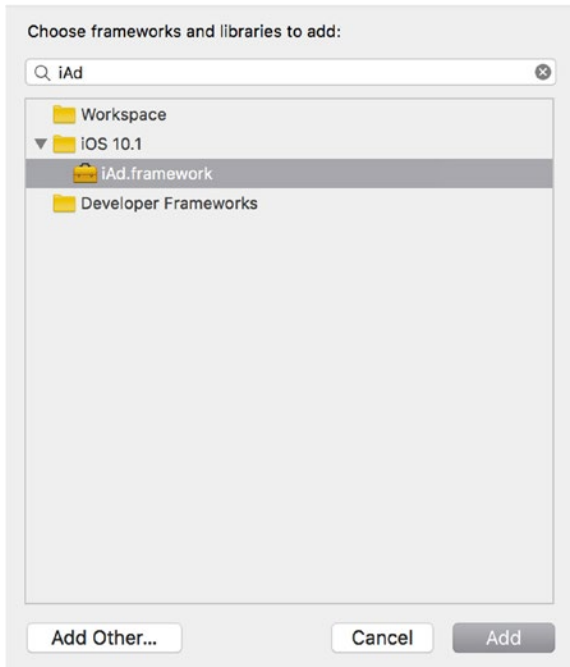 Choose frameworks and libraries to add:
iAd
Workspace
iOS 10.1
iAd.framework
Developer Frameworks
Add Other...
Cancel
Add